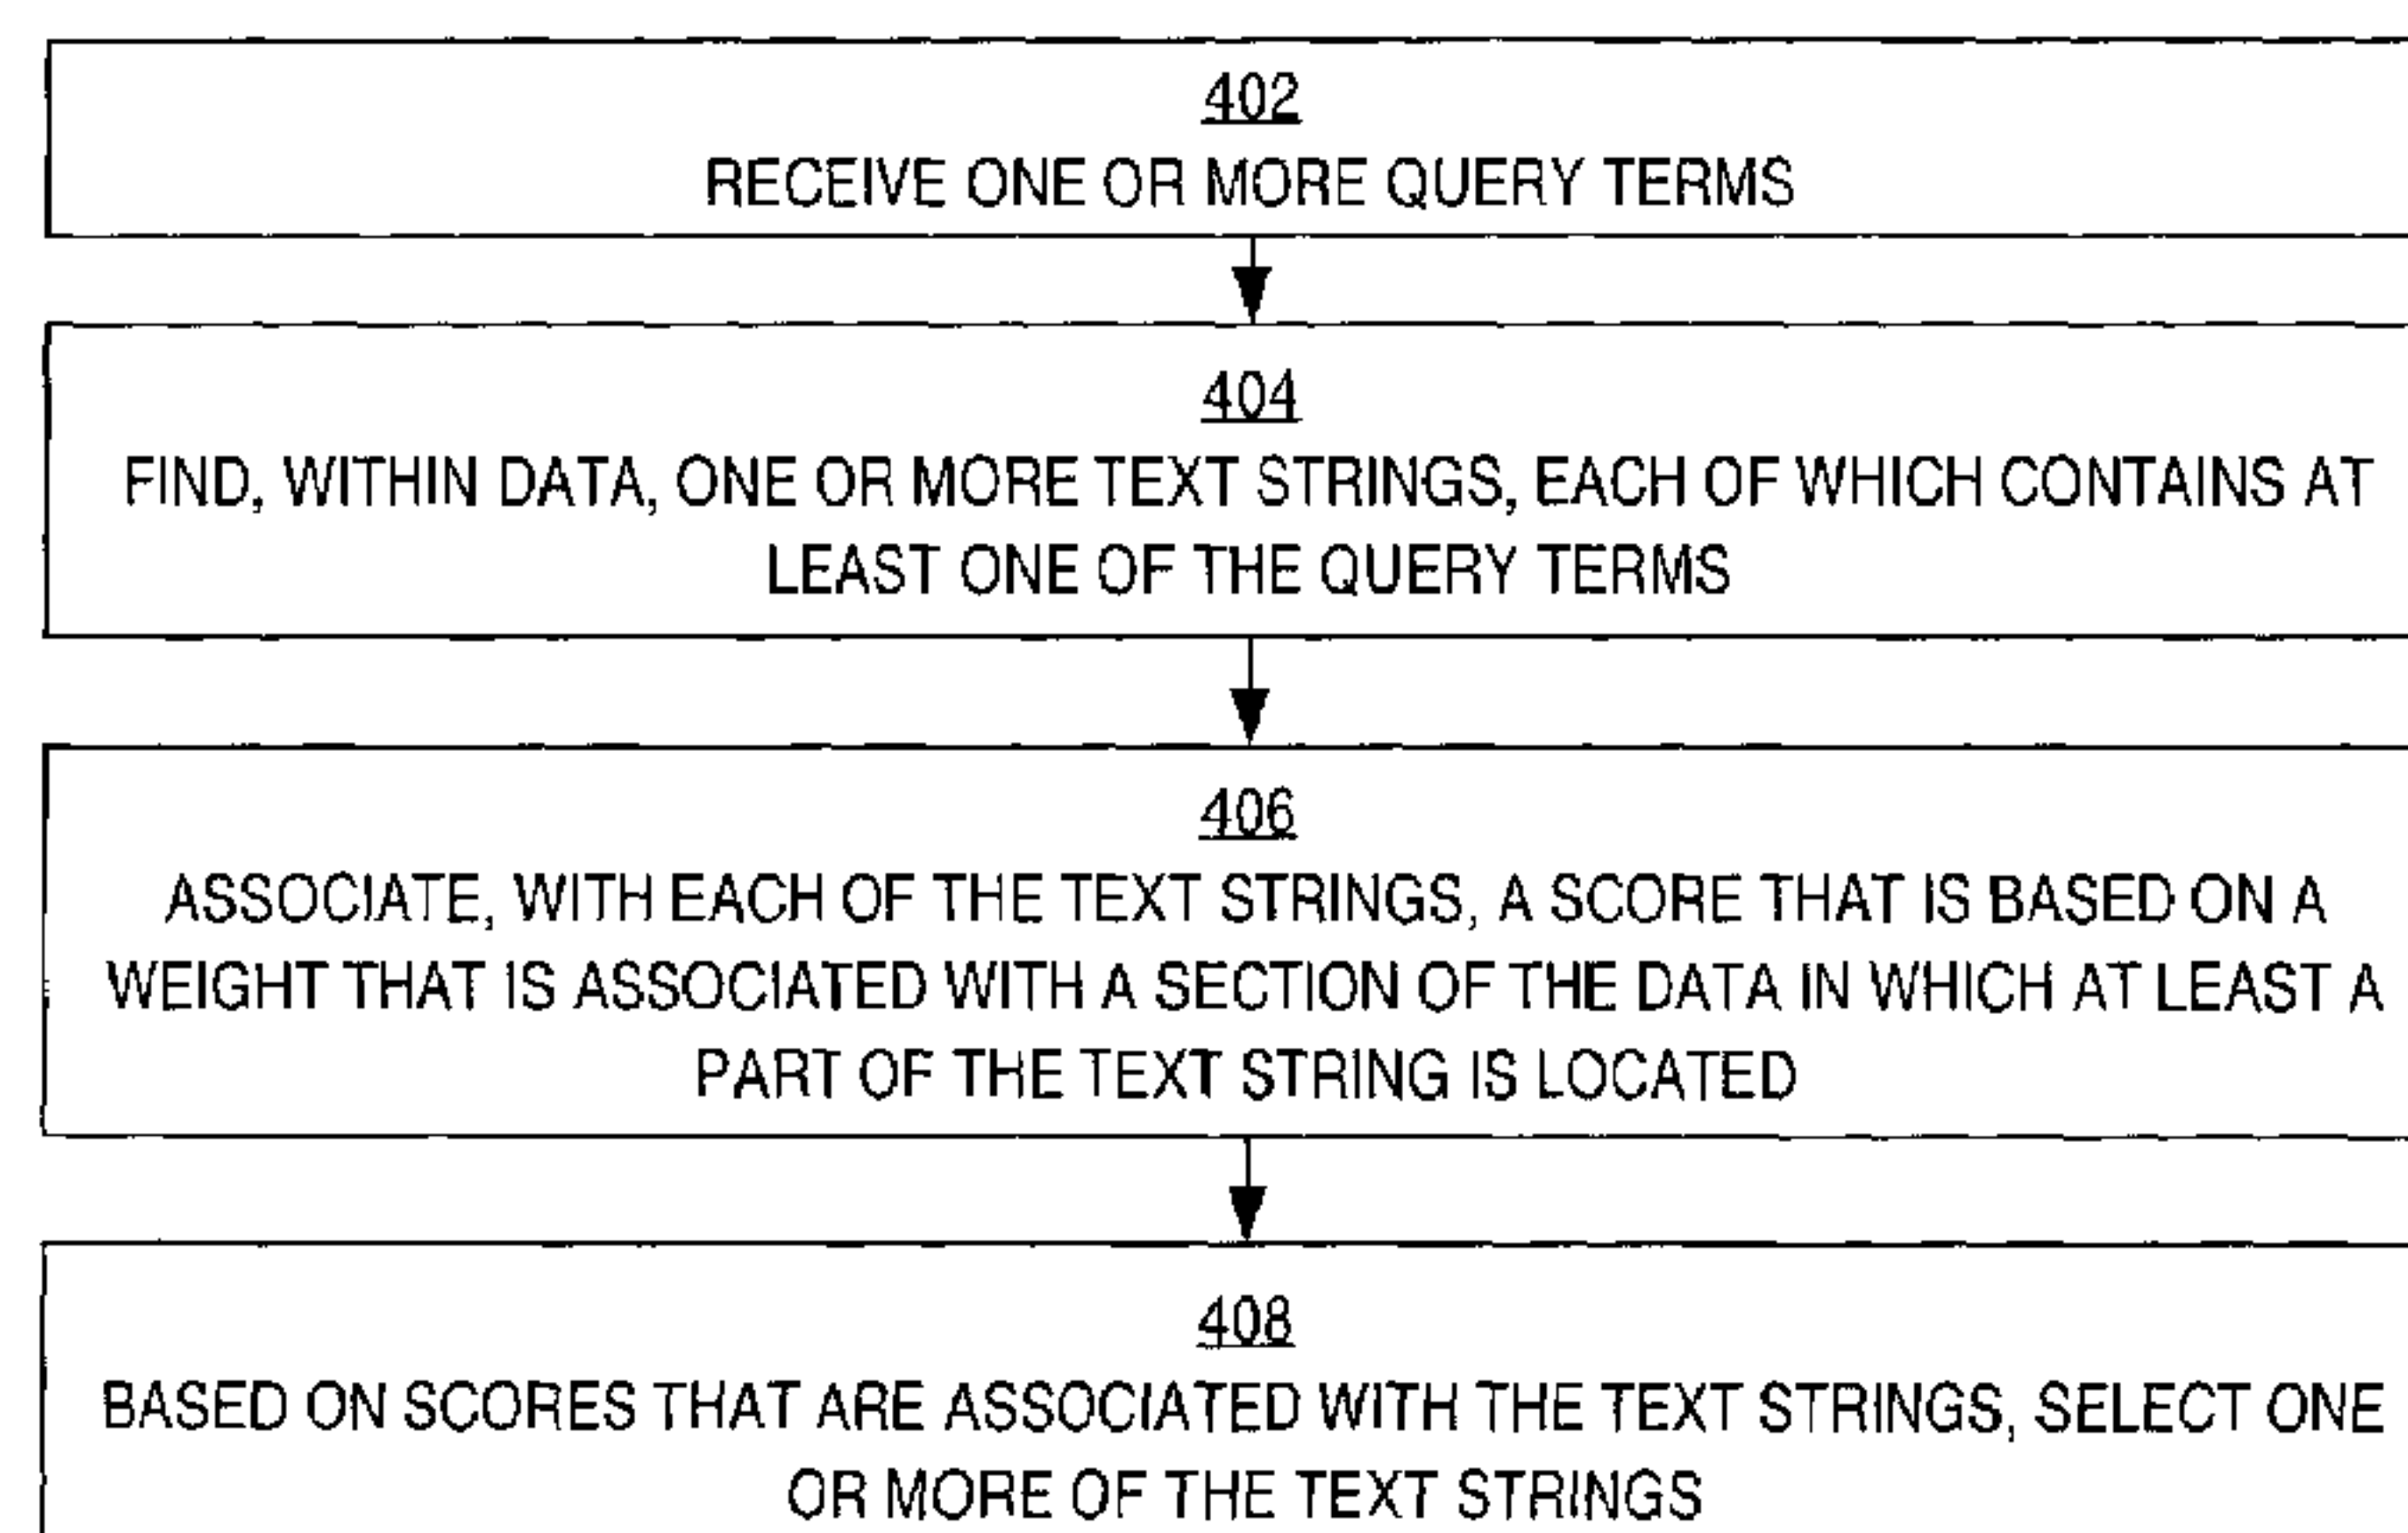 402
RECEIVE ONE OR MORE QUERY TERMS
404
FIND, WITHIN DATA, ONE OR MORE TEXT STRINGS, EACH OF WHICH CONTAINS AT
LEAST ONE OF THE QUERY TERMS
406
ASSOCIATE, WITH EACH OF THE TEXT STRINGS, A SCORE THAT IS BASED ON A
WEIGHT THAT IS ASSOCIATED WITH A SECTION OF THE DATA IN WHICH AT LEAST A
PART OF THE TEXT STRING IS LOCATED
408
BASED ON SCORES THAT ARE ASSOCIATED WITH THE TEXT STRINGS, SELECT ONE
OR MORE OF THE TEXT STRINGS